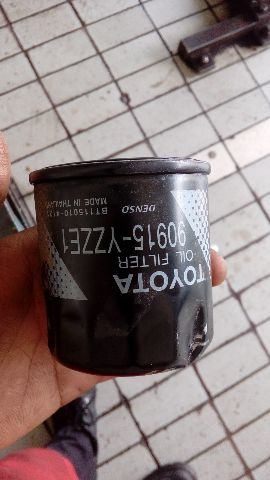 TOYOTA
OIL FILTER
90915-YZZE1
DENSO
MADE IN THAILAND